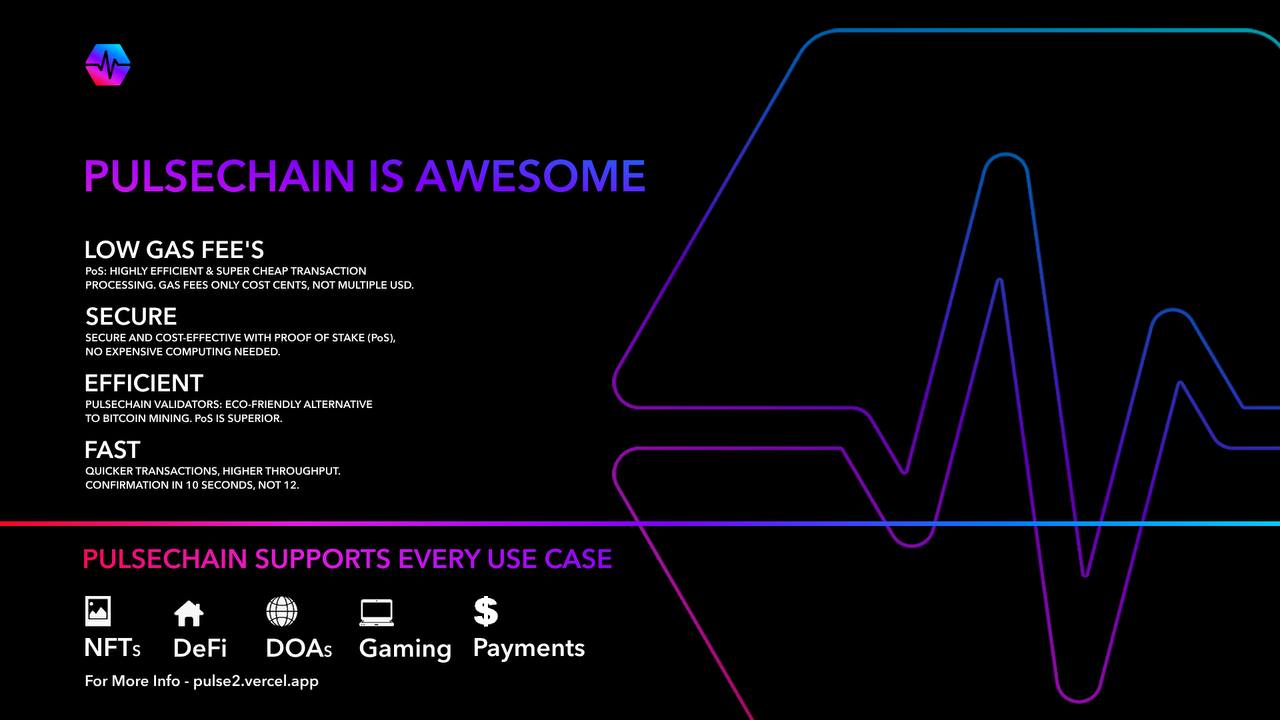 PULSECHAIN IS AWESOME
LOW GAS FEE'S
PoS: HIGHLY EFFICIENT & SUPER CHEAP TRANSACTION
PROCESSING. GAS FEES ONLY COST CENTS, NOT MULTIPLE USD.
SECURE
SECURE AND COST-EFFECTIVE WITH PROOF OF STAKE (PoS),
NO EXPENSIVE COMPUTING NEEDED.
EFFICIENT
PULSECHAIN VALIDATORS: ECO-FRIENDLY ALTERNATIVE
TO BITCOIN MINING. PoS IS SUPERIOR.
FAST
QUICKER TRANSACTIONS, HIGHER THROUGHPUT.
CONFIRMATION IN 10 SECONDS, NOT 12.
PULSECHAIN SUPPORTS EVERY USE CASE
$
NFTs DeFi DOAs Gaming Payments
For More Info - pulse2.vercel.app